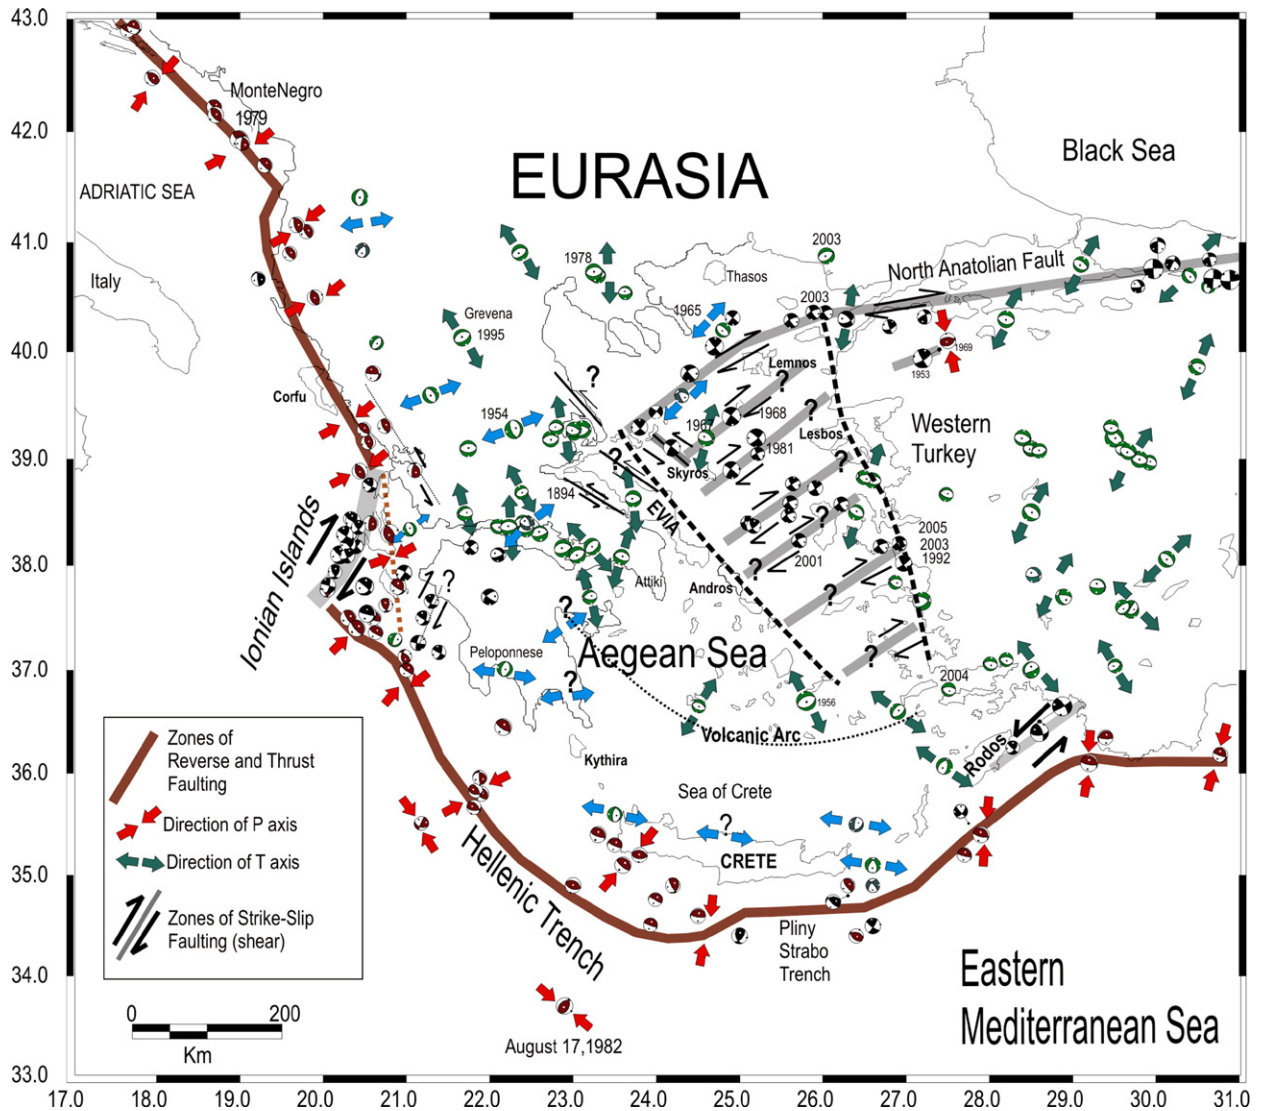 43.0
42.0
41.0
40.0
39.0
38.0
37.0
36.0
35.0
34.0
33.0
17.0 18.0 19.0 20.0 21.0 22.0 23.0 24.0 25.0 26.0 27.0 28.0 29.0 30.0 31.0
MonteNegro
1979
ADRIATIC SEA
EURASIA
Black Sea
Italy
1978
2003
Thasos
North Anatolian Fault
Grevena
1995
1965
2003
1969
1953
Lemnos
?
?
?
Corfu
1954
1967
1968
Lesbos
1981
Western
Turkey
?
Skyros
?
1894
EVIA
Ionian Islands
?
2005
2003
1992
2001
?
?
Attiki
Andros
?
?
?
Peloponnese
Aegean Sea
?
?
2004
1956
Volcanic Arc
Rodos
Kythira
Sea of Crete
?
CRETE
Hellenic Trench
Pliny
Strabo
Trench
Eastern
Mediterranean Sea
August 17,1982
Zones of
Reverse and Thrust
Faulting
Direction of P axis
Direction of T axis
Zones of Strike-Slip
Faulting (shear)
0 200
Km